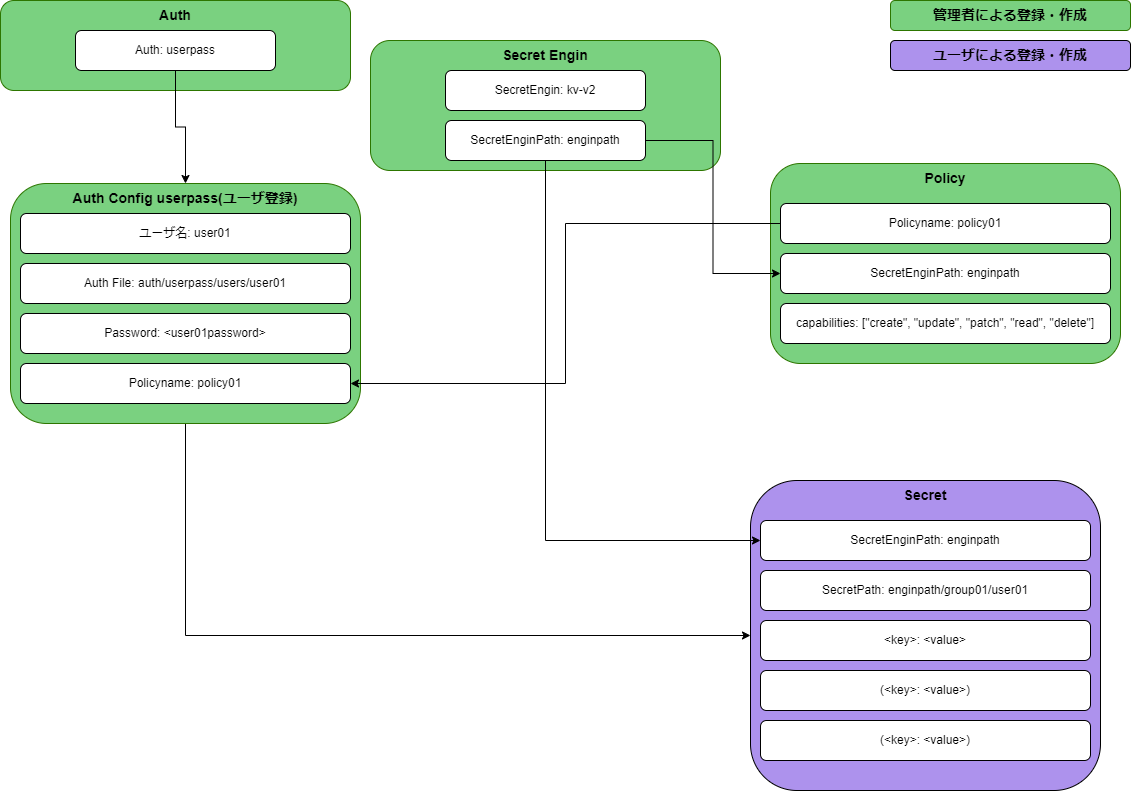 Auth
Auth: userpass
Secret Engin
SecretEngin: kv-v2
SecretEnginPath: enginpath
管理者による登録・作成
ユーザによる登録・作成
Auth Config userpass(ユーザ登録)
ユーザ名: user01
Auth File: auth/userpass/users/user01
Password: <user01password>
Policyname: policy01
Policy
Policyname: policy01
SecretEnginPath: enginpath
capabilities: ["create", "update", "patch", "read", "delete"]
Secret
SecretEnginPath: enginpath
SecretPath: enginpath/group01/user01
<key>: <value>
(<key>: <value>)
(<key>: <value>)